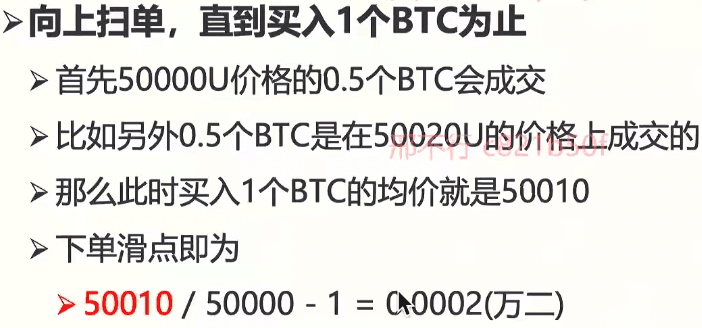 向上扫单，直到买入1个BTC为止
首先50000U价格的0.5个BTC会成交
比如另外0.5个BTC是在50020U的价格上成交的
那么此时买入1个BTC的均价就是50010
下单滑点即为
50010 / 50000 - 1 = 0.0002(万二)